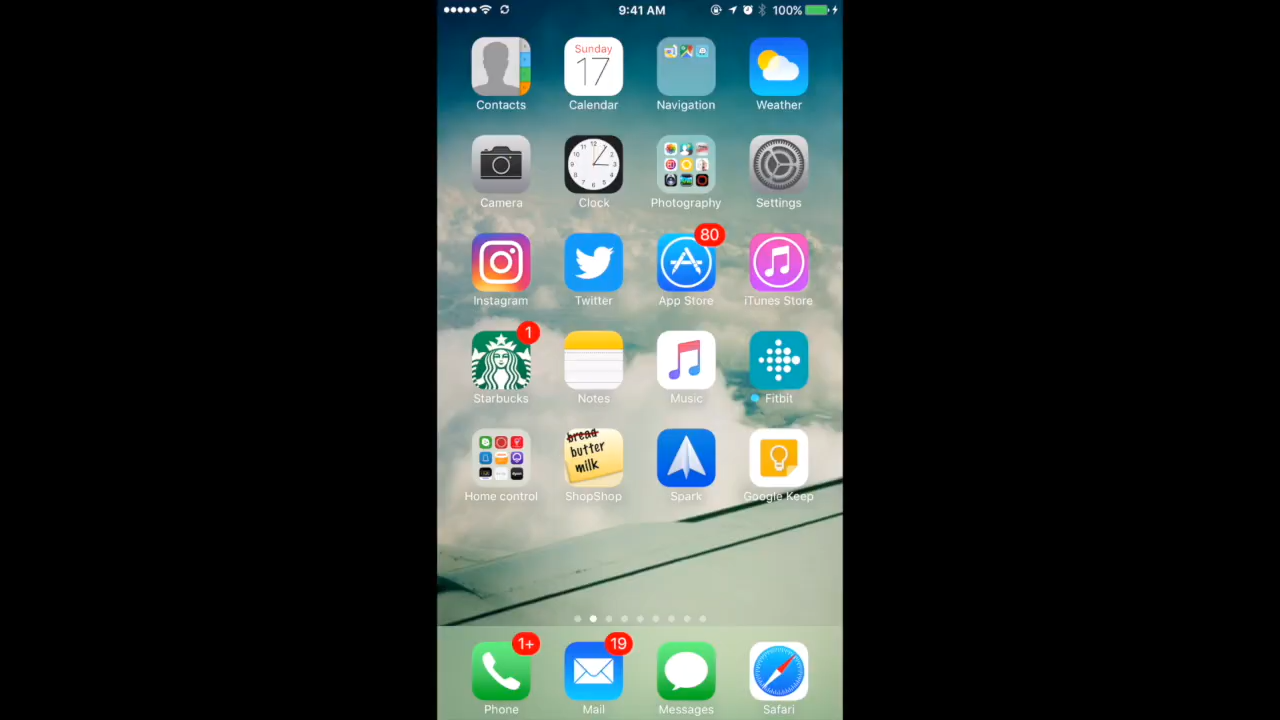 9:41 AM 100%
Sunday
17
Contacts Calendar Navigation Weather
12
Camera Clock Photography Settings
80
Instagram Twitter App Store iTunes Store
1
Starbucks Notes Music Fitbit
bread
butter
milk
Home control ShopShop Spark Google Keep
1+ 19
Phone Mail Messages Safari